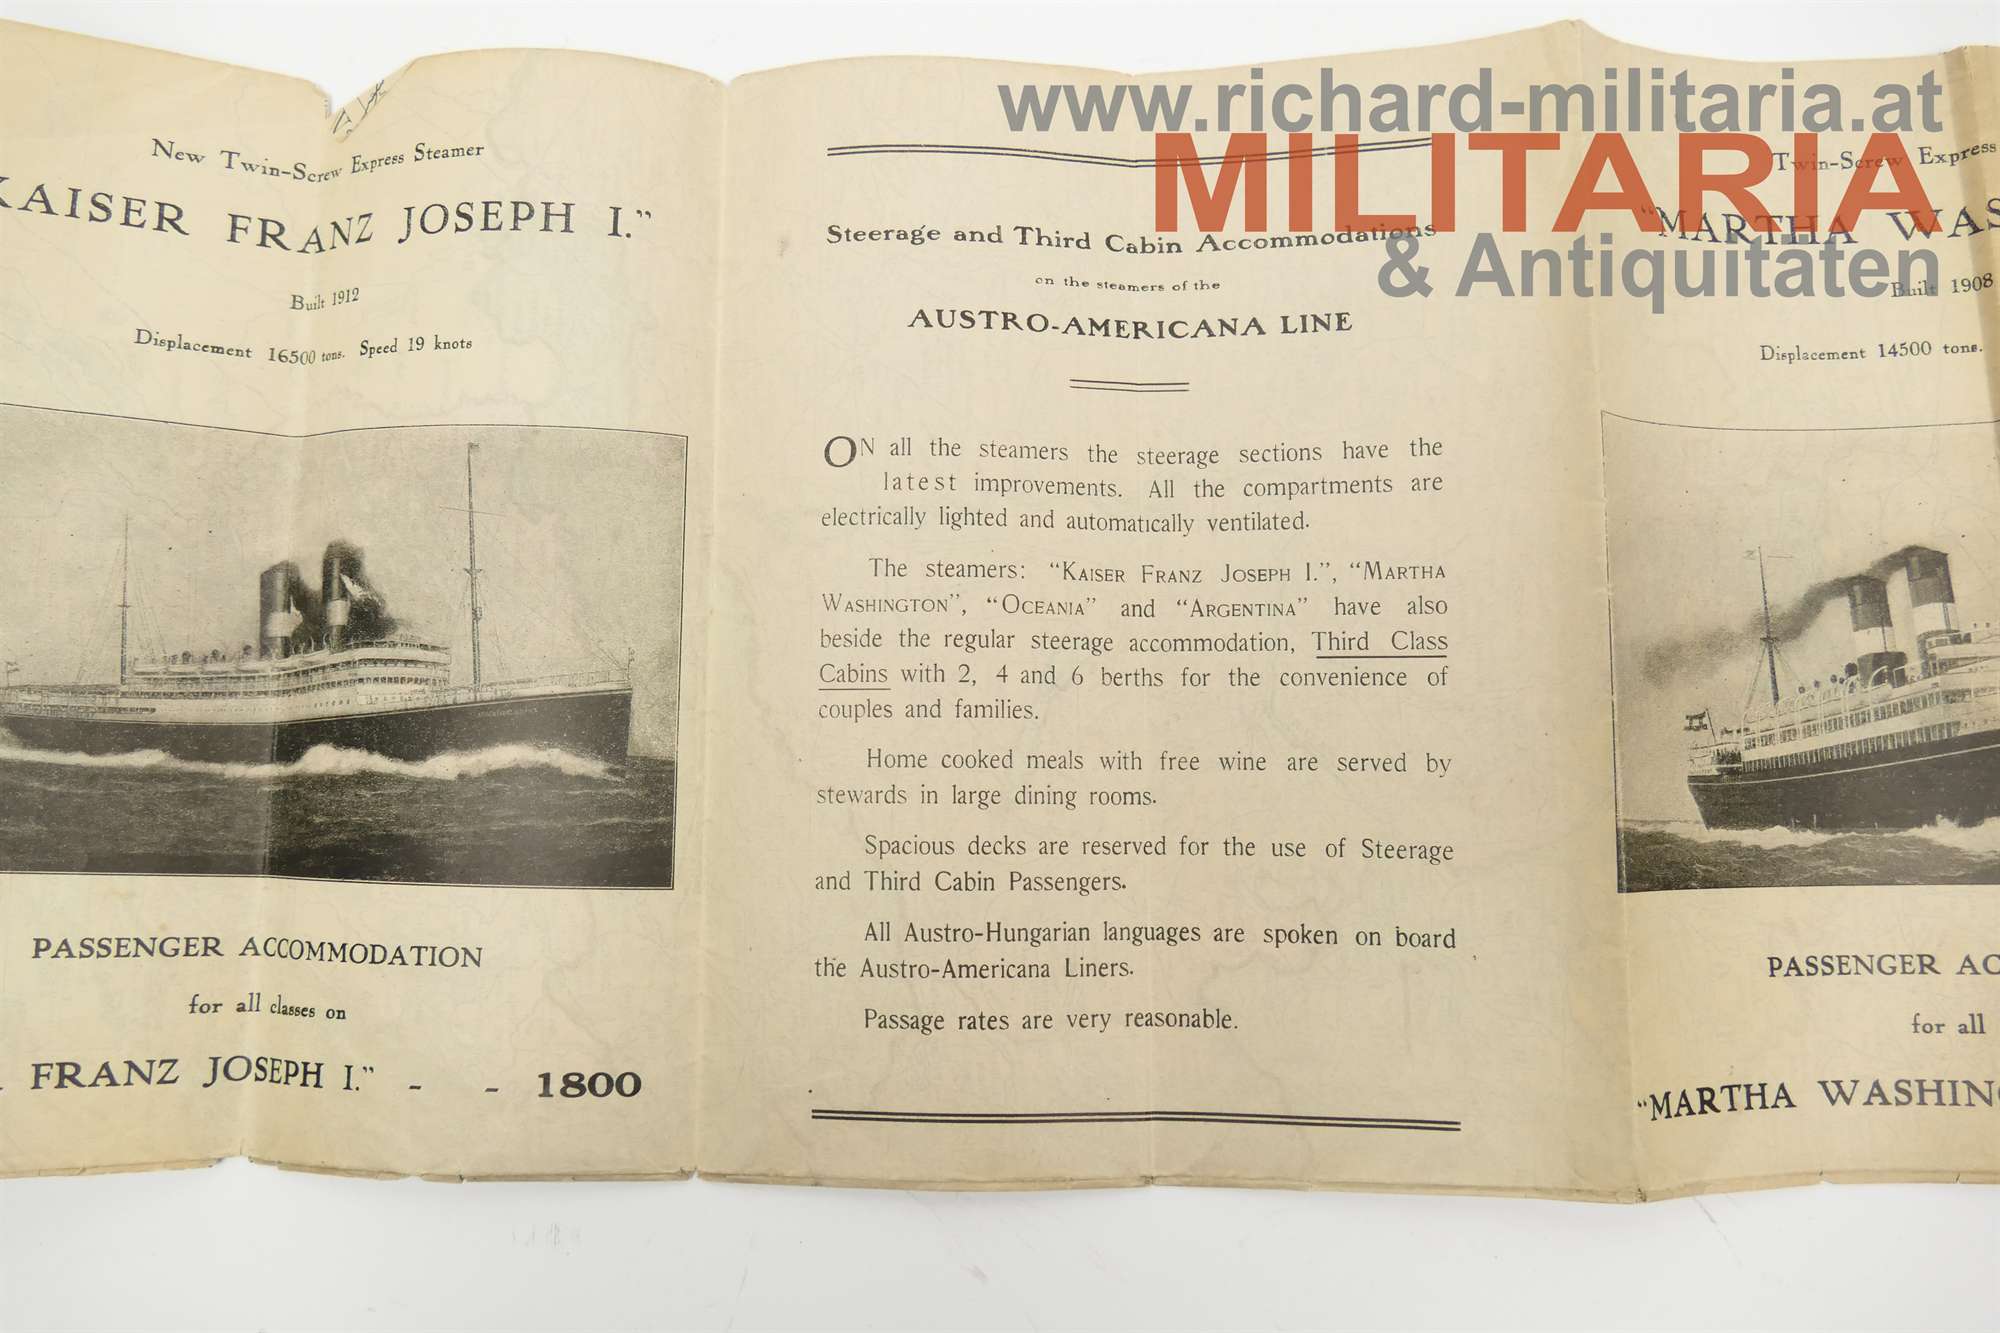 www.richard-militaria.at
MILITARIA
& Antiquitäten
New Twin-Screw Express Steamer
KAISER FRANZ JOSEPH I."
Built 1912
Displacement 16500 tons. Speed 19 knots
PASSENGER ACCOMMODATION
for all classes on
FRANZ JOSEPH I." - - 1800
Steerage and Third Cabin Accommodations
on the steamers of the
AUSTRO-AMERICANA LINE
ON all the steamers the steerage sections have the
latest improvements. All the compartments are
electrically lighted and automatically ventilated.
The steamers: "KAISER FRANZ JOSEPH I.", "MARTHA
WASHINGTON", "OCEANIA" and "ARGENTINA" have also
beside the regular steerage accommodation, Third Class
Cabins with 2, 4 and 6 berths for the convenience of
couples and families.
Home cooked meals with free wine are served by
stewards in large dining rooms.
Spacious decks are reserved for the use of Steerage
and Third Cabin Passengers.
All Austro-Hungarian languages are spoken on board
the Austro-Americana Liners.
Passage rates are very reasonable.
Twin-Screw Express
"MARTHA WAS
Built 1908
Displacement 14500 tons.
PASSENGER AC
for all
"MARTHA WASHING